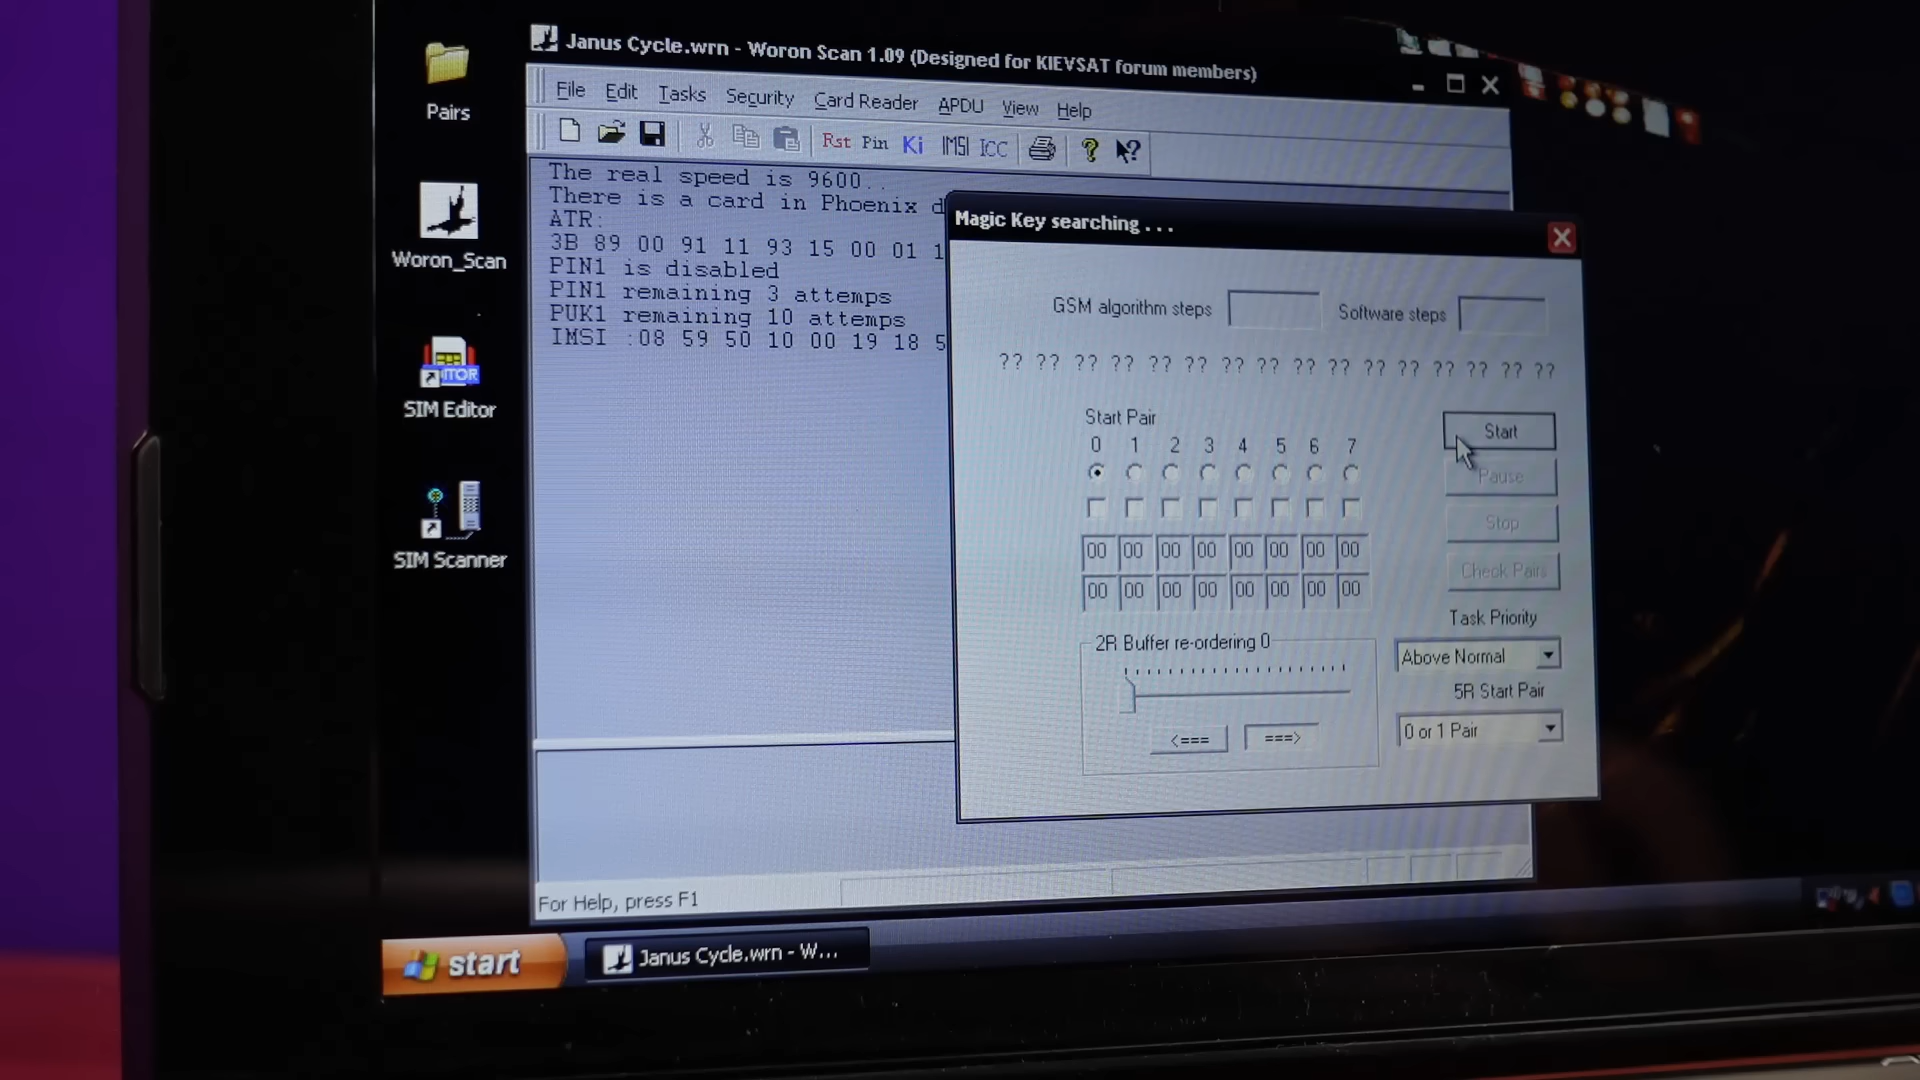 Pairs
Woron_Scan
SIM Editor
SIM Scanner
Janus Cycle.wrn - Woron Scan 1.09 (Designed for KIEVSAT forum members)
File Edit Tasks Security Card Reader APDU View Help
Rst Pin Ki IMSI ICC
The real speed is 9600..
There is a card in Phoenix
ATR:
3B 89 00 91 11 93 15 00 01
PIN1 is disabled
PIN1 remaining 3 attemps
PUK1 remaining 10 attemps
IMSI :08 59 50 10 00 19 18
Magic Key searching . . .
GSM algorithm steps
Software steps
?? ?? ?? ?? ?? ?? ?? ?? ?? ?? ?? ?? ?? ?? ?? ??
Start Pair
0 1 2 3 4 5 6 7
00 00 00 00 00 00 00 00
00 00 00 00 00 00 00 00
2R Buffer re-ordering 0
<=== ===>
Start
Pause
Stop
Check Pairs
Task Priority
Above Normal
5R Start Pair
0 or 1 Pair
For Help, press F1
start
Janus Cycle.wrn - W...